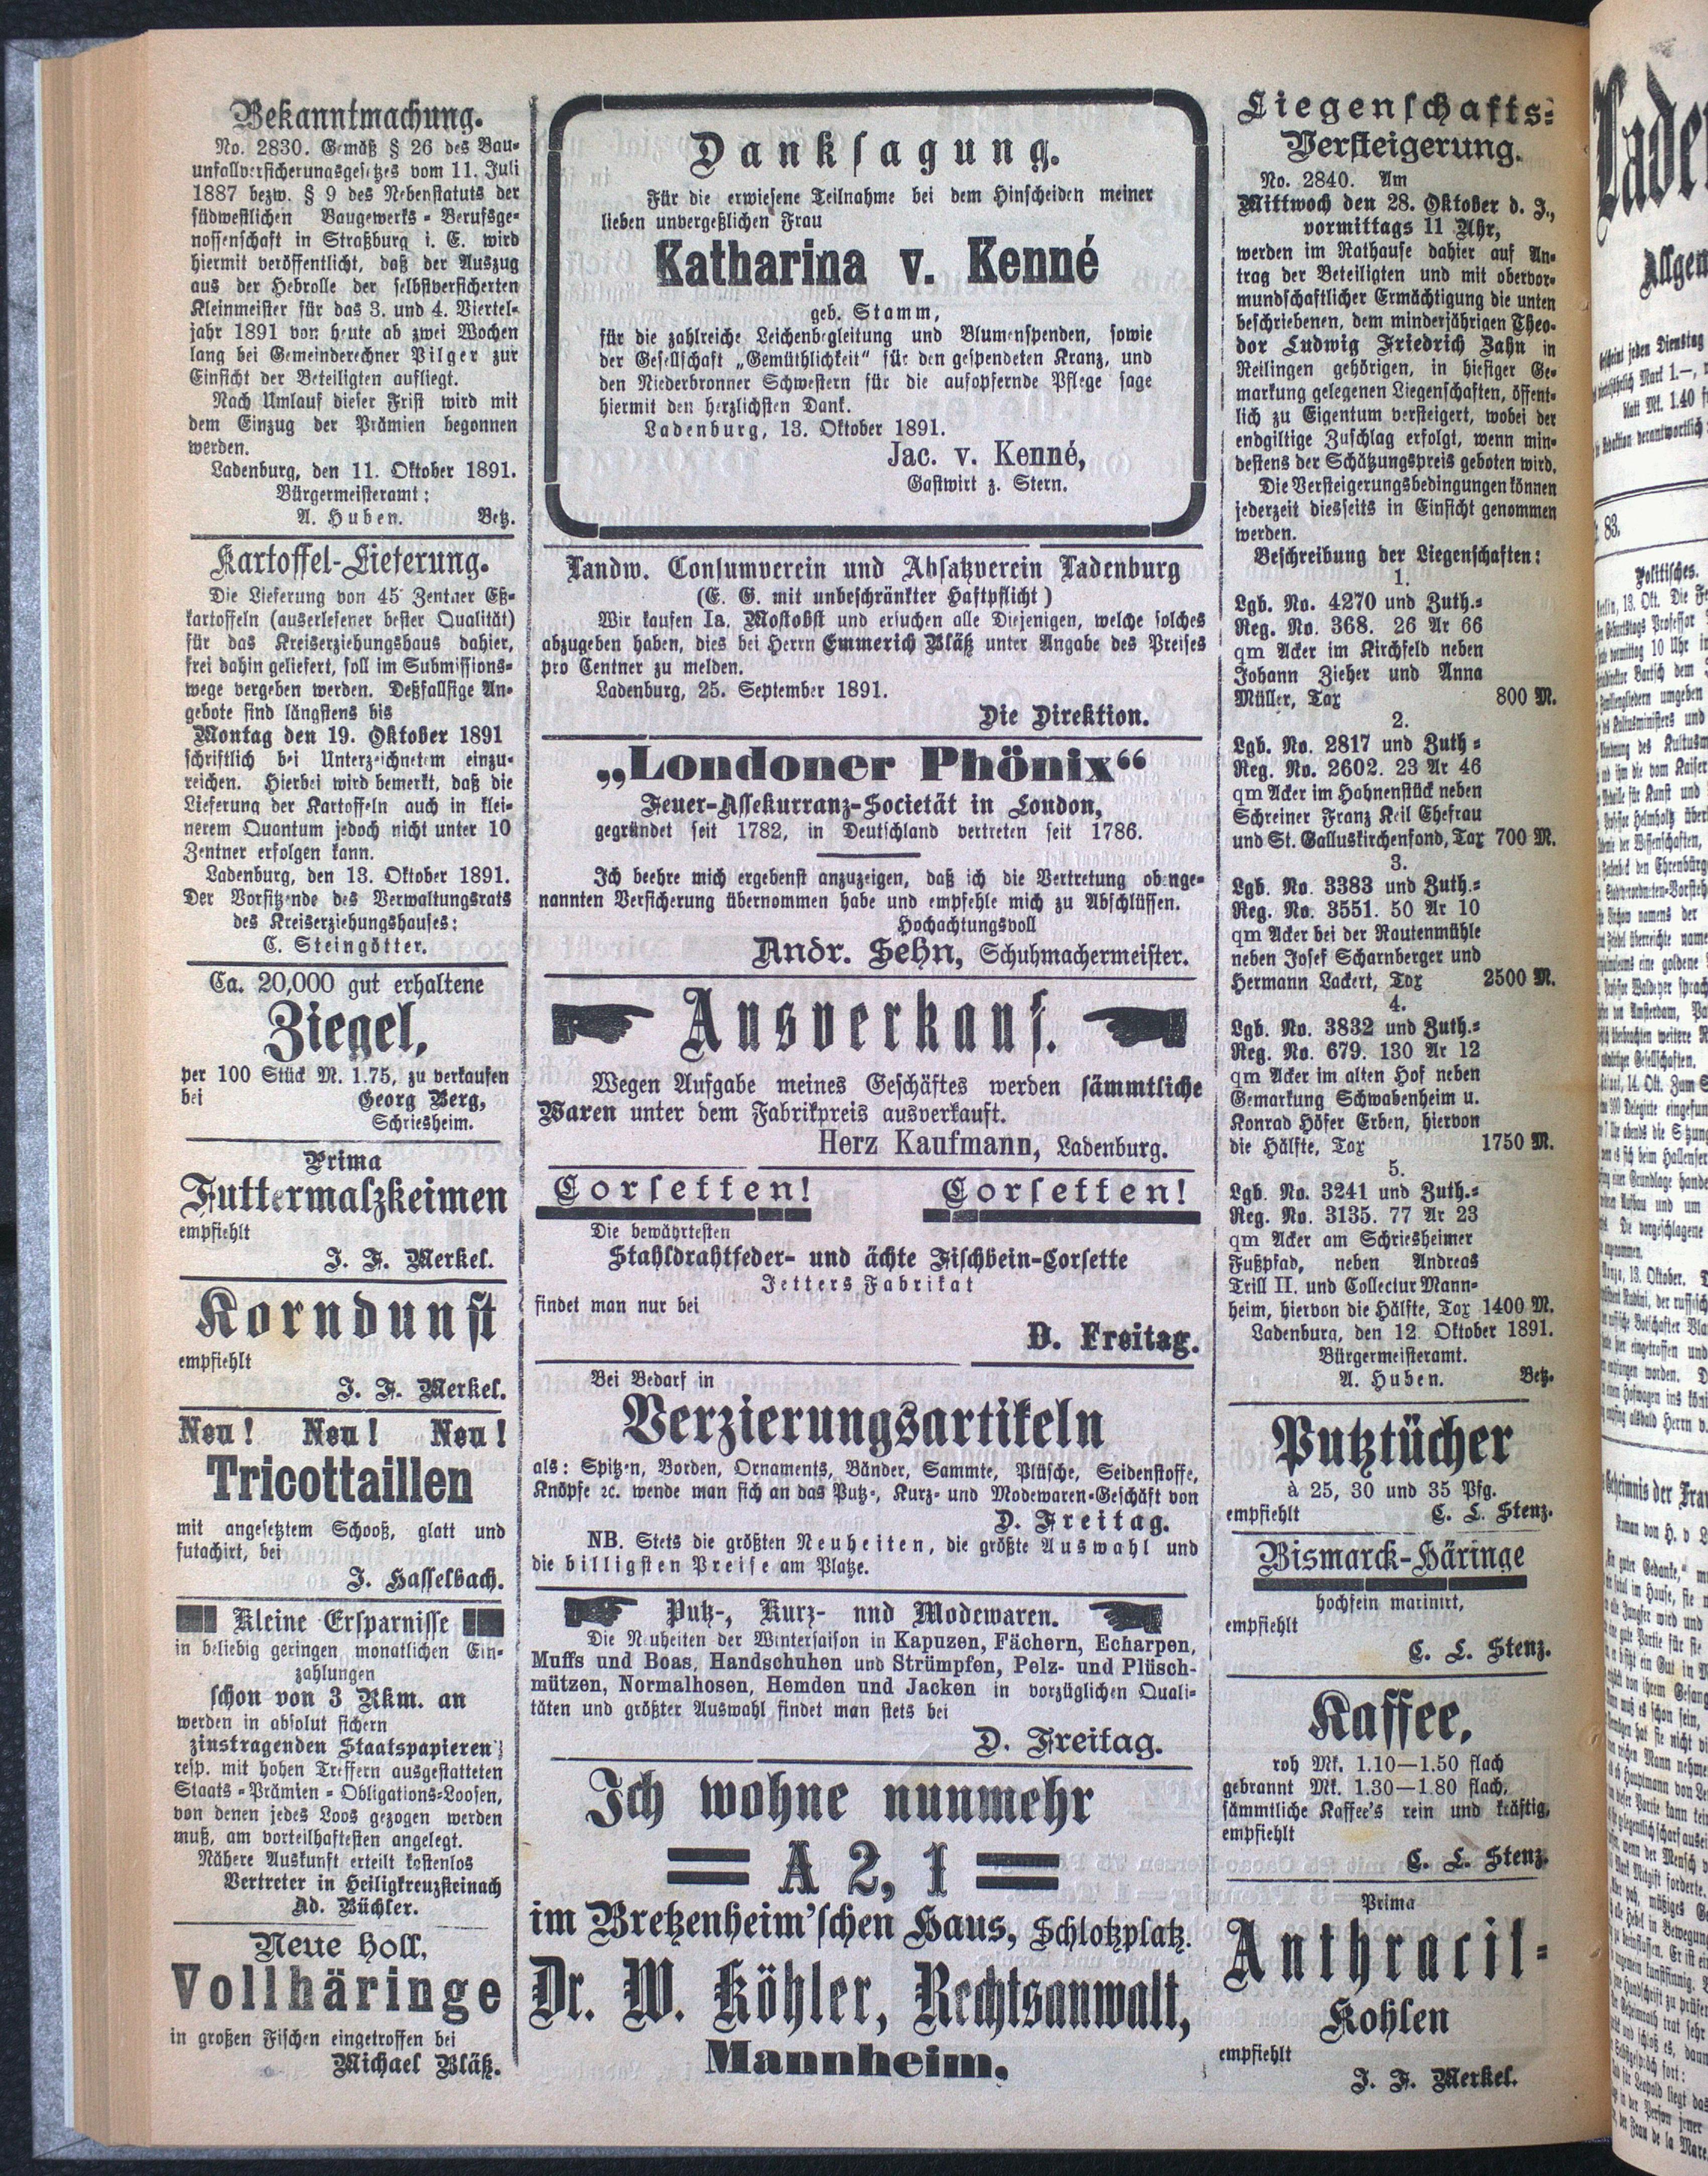 Bekanntmachung.
No. 2830. Gemäß § 26 des Bau-
unfallversicherungsgesetzes vom 11. Juli
1887 bezw. § 9 des Nebenstatuts der
südwestlichen Baugewerks-Berufsge-
nossenschaft in Straßburg i. E. wird
hiermit veröffentlicht, daß der Auszug
aus der Hebrolle der selbstversicherten
Kleinmeister für das 3. und 4. Viertel-
jahr 1891 von heute ab zwei Wochen
lang bei Gemeinderechner Pilger zur
Einsicht der Beteiligten aufliegt.
Nach Umlauf dieser Frist wird mit
dem Einzug der Prämien begonnen
werden.
Ladenburg, den 11. Oktober 1891.
Bürgermeisteramt:
A. Huben. Betz.
Kartoffel-Lieferung.
Die Lieferung von 45 Zentner Eß-
kartoffeln (auserlesener bester Qualität)
für das Kreiserziehungshaus dahier,
frei dahin geliefert, soll im Submissions-
wege vergeben werden. Deßfallsige An-
gebote sind längstens bis
Montag den 19. Oktober 1891
schriftlich bei Unterzeichnetem einzu-
reichen. Hierbei wird bemerkt, daß die
Lieferung der Kartoffeln auch in klei-
nerem Quantum jedoch nicht unter 10
Zentner erfolgen kann.
Ladenburg, den 13. Oktober 1891.
Der Vorsitzende des Verwaltungsrats
des Kreiserziehungshauses:
C. Steingötter.
Ca. 20,000 gut erhaltene
Ziegel,
per 100 Stück M. 1.75, zu verkaufen
bei Georg Berg,
Schriesheim.
Prima
Futtermalzkeimen
empfiehlt
J. F. Merkel.
Korndunst
empfiehlt
J. F. Merkel.
Neu! Neu! Neu!
Tricottaillen
mit angesetztem Schooß, glatt und
futachirt, bei
J. Hasselbach.
Kleine Ersparnisse
in beliebig geringen monatlichen Ein-
zahlungen
schon von 3 Rkm. an
werden in absolut sichern
zinstragenden Staatspapieren
resp. mit hohen Treffern ausgestatteten
Staats-Prämien-Obligations-Loosen,
von denen jedes Loos gezogen werden
muß, am vorteilhaftesten angelegt.
Nähere Auskunft erteilt kostenlos
Vertreter in Heiligkreuzsteinach
Ad. Büchler.
Neue holl.
Vollhäringe
in großen Fischen eingetroffen bei
Michael Bläß.
Danksagung.
Für die erwiesene Teilnahme bei dem Hinscheiden meiner
lieben unvergeßlichen Frau
Katharina v. Kenné
geb. Stamm,
für die zahlreiche Leichenbegleitung und Blumenspenden, sowie
der Gesellschaft „Gemüthlichkeit“ für den gespendeten Kranz, und
den Niederbronner Schwestern für die aufopfernde Pflege sage
hiermit den herzlichsten Dank.
Ladenburg, 13. Oktober 1891.
Jac. v. Kenné,
Gastwirt z. Stern.
Landw. Consumverein und Absatzverein Ladenburg
(E. G. mit unbeschränkter Haftpflicht)
Wir kaufen Ia. Mostobst und ersuchen alle Diejenigen, welche solches
abzugeben haben, dies bei Herrn Emmerich Bläß unter Angabe des Preises
pro Centner zu melden.
Ladenburg, 25. September 1891.
Die Direktion.
„Londoner Phönix“
Feuer-Assekurranz-Societät in London,
gegründet seit 1782, in Deutschland vertreten seit 1786.
Ich beehre mich ergebenst anzuzeigen, daß ich die Vertretung obenge-
nannten Versicherung übernommen habe und empfehle mich zu Abschlüssen.
Hochachtungsvoll
Andr. Sehn, Schuhmachermeister.
Ausverkauf.
Wegen Aufgabe meines Geschäftes werden sämmtliche
Waren unter dem Fabrikpreis ausverkauft.
Herz Kaufmann, Ladenburg.
Corsetten! Corsetten!
Die bewährtesten
Stahldrahtfeder- und ächte Fischbein-Corsette
Jetters Fabrikat
findet man nur bei
D. Freitag.
Bei Bedarf in
Verzierungsartikeln
als: Spitzen, Borden, Ornaments, Bänder, Sammte, Plüsche, Seidenstoffe,
Knöpfe ꝛc. wende man sich an das Putz-, Kurz- und Modewaren-Geschäft von
D. Freitag.
NB. Stets die größten Neuheiten, die größte Auswahl und
die billigsten Preise am Platze.
Putz-, Kurz- nnd Modewaren.
Die Neuheiten der Wintersaison in Kapuzen, Fächern, Echarpen,
Muffs und Boas, Handschuhen und Strümpfen, Pelz- und Plüsch-
mützen, Normalhosen, Hemden und Jacken in vorzüglichen Quali-
täten und größter Auswahl findet man stets bei
D. Freitag.
Ich wohne nunmehr
A 2, 1
im Bretzenheim'schen Haus, Schloßplatz.
Dr. W. Köhler, Rechtsanwalt,
Mannheim.
Liegenschafts-
Versteigerung.
No. 2840. Am
Mittwoch den 28. Oktober d. J.,
vormittags 11 Uhr,
werden im Rathause dahier auf An-
trag der Beteiligten und mit obervor-
mundschaftlicher Ermächtigung die unten
beschriebenen, dem minderjährigen Theo-
dor Ludwig Friedrich Zahn in
Reilingen gehörigen, in hiesiger Ge-
markung gelegenen Liegenschaften, öffent-
lich zu Eigentum versteigert, wobei der
endgiltige Zuschlag erfolgt, wenn min-
destens der Schätzungspreis geboten wird.
Die Versteigerungsbedingungen können
jederzeit diesseits in Einsicht genommen
werden.
Beschreibung der Liegenschaften:
1.
Lgb. No. 4270 und Zuth.-
Reg. No. 368. 26 Ar 66
qm Acker im Kirchfeld neben
Johann Zieher und Anna
Müller, Tax 800 M.
2.
Lgb. No. 2817 und Zuth-
Reg. No. 2602. 23 Ar 46
qm Acker im Hahnenstück neben
Schreiner Franz Keil Ehefrau
und St. Galluskirchenfond, Tax 700 M.
3.
Lgb. No. 3383 und Zuth.-
Reg. No. 3551. 50 Ar 10
qm Acker bei der Rautenmühle
neben Josef Scharnberger und
Hermann Lackert, Tax 2500 M.
4.
Lgb. No. 3832 und Zuth.-
Reg. No. 679. 130 Ar 12
qm Acker im alten Hof neben
Gemarkung Schwabenheim u.
Konrad Höfer Erben, hiervon
die Hälfte, Tax 1750 M.
5.
Lgb. No. 3241 und Zuth.-
Reg. No. 3135. 77 Ar 23
qm Acker am Schriesheimer
Fußpfad, neben Andreas
Trill II. und Collectur Mann-
heim, hiervon die Hälfte, Tax 1400 M.
Ladenburg, den 12. Oktober 1891.
Bürgermeisteramt.
A. Huben. Betz.
Putztücher
à 25, 30 und 35 Pfg.
empfiehlt C. L. Stenz.
Bismarck-Häringe
hochfein marinirt,
empfiehlt
C. L. Stenz.
Kaffee,
roh Mk. 1.10—1.50 flach
gebrannt Mk. 1.30—1.80 flach,
sämmtliche Kaffee's rein und kräftig,
empfiehlt
C. L. Stenz.
Prima
Anthracit-
Kohlen
empfiehlt
J. F. Merkel.
83.
Politisches.